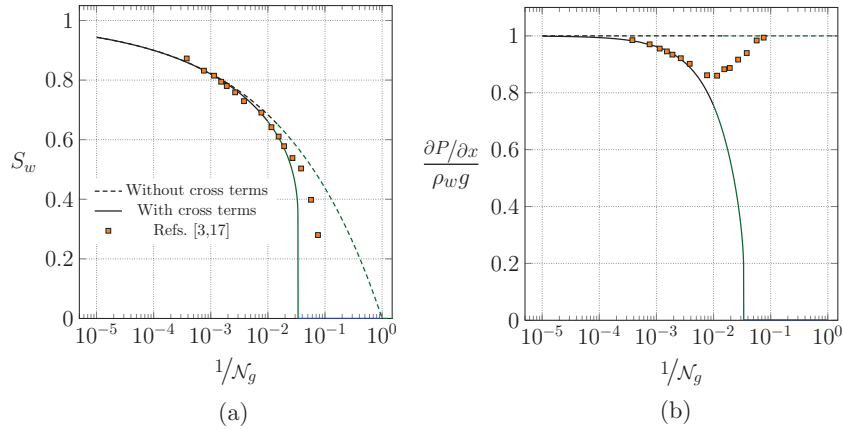 1
0.8
0.6
0.4
0.2
0
S_w
Without cross terms
With cross terms
Refs. [3,17]
10^−5 10^−4 10^−3 10^−2 10^−1 10^0
1/𝒩_g
(a)
1
0.8
0.6
0.4
0.2
0
∂P/∂x
ρ_w g
10^−5 10^−4 10^−3 10^−2 10^−1 10^0
1/𝒩_g
(b)